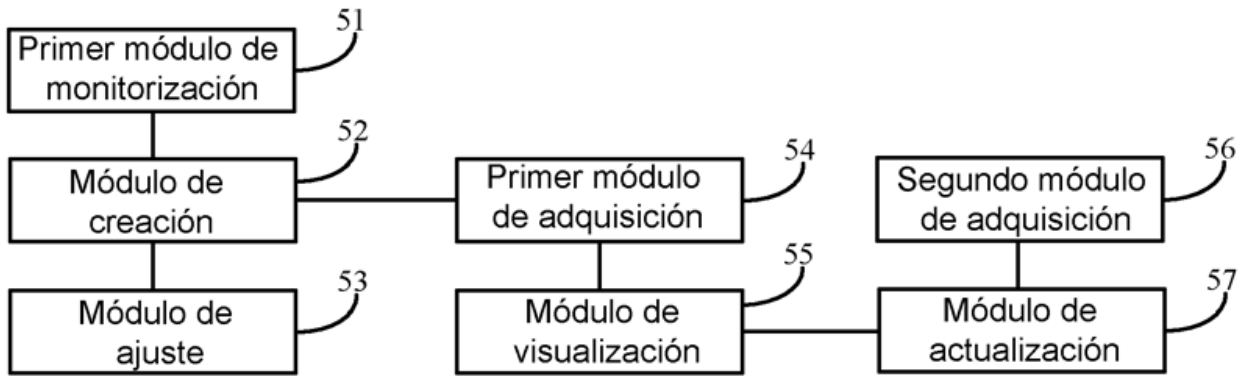 51
Primer módulo de
monitorización
52
Módulo de
creación
54
Primer módulo
de adquisición
56
Segundo módulo
de adquisición
53
Módulo de
ajuste
55
Módulo de
visualización
57
Módulo de
actualización